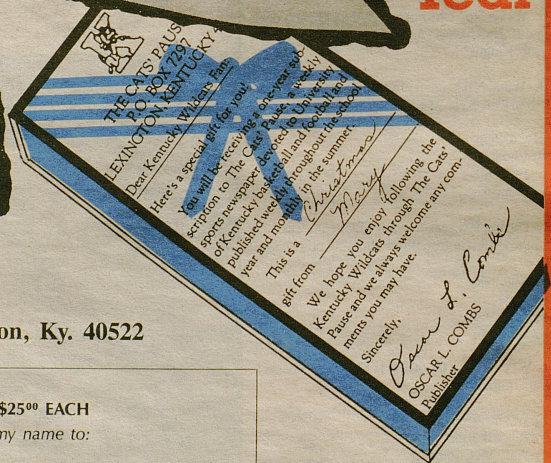 Year
THE CATS' PAUSE
P.O. BOX 7297
LEXINGTON, KENTUCKY 4
Dear Kentucky Wildcats Fan:
Here's a special gift for you.
You will be receiving a one-year sub-
scription to The Cats' Pause, a weekly
sports newspaper devoted to University
of Kentucky basketball and football and
published weekly throughout the school
year and monthly in the summer.
This is a Christmas
gift from Mary
We hope you enjoy following the
Kentucky Wildcats through The Cats'
Pause and we always welcome any com-
ments you may have.
Sincerely,
Oscar L. Combs
OSCAR L. COMBS
Publisher
on, Ky. 40522
$25⁰⁰ EACH
my name to: